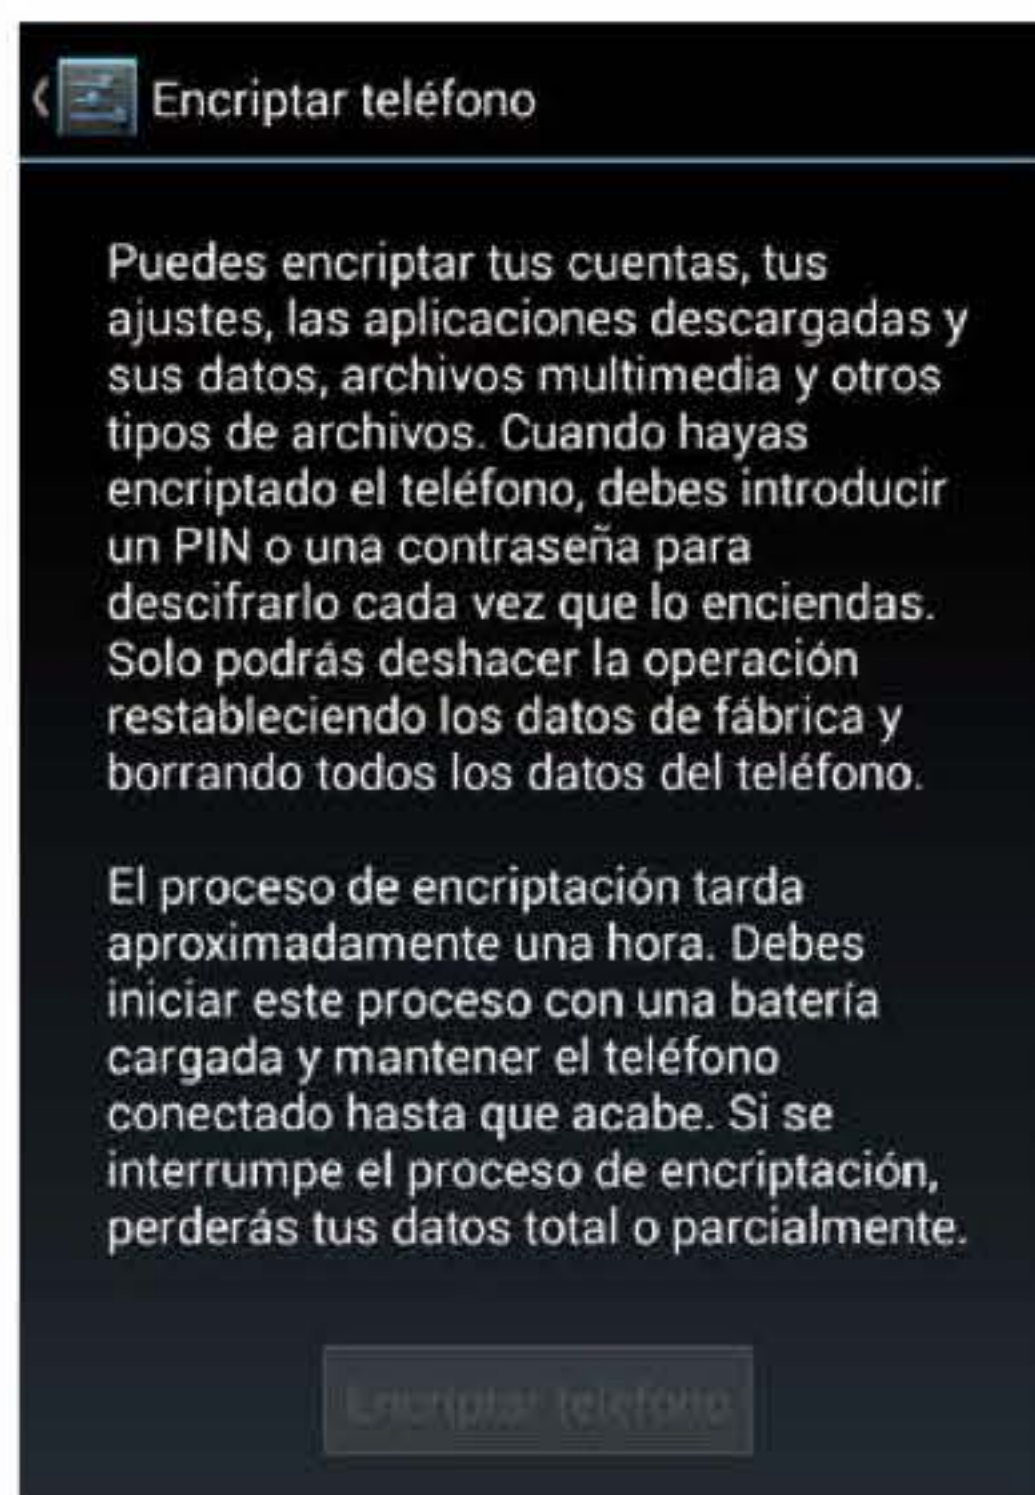 Encriptar teléfono
Puedes encriptar tus cuentas, tus
ajustes, las aplicaciones descargadas y
sus datos, archivos multimedia y otros
tipos de archivos. Cuando hayas
encriptado el teléfono, debes introducir
un PIN o una contraseña para
descifrarlo cada vez que lo enciendas.
Solo podrás deshacer la operación
restableciendo los datos de fábrica y
borrando todos los datos del teléfono.
El proceso de encriptación tarda
aproximadamente una hora. Debes
iniciar este proceso con una batería
cargada y mantener el teléfono
conectado hasta que acabe. Si se
interrumpe el proceso de encriptación,
perderás tus datos total o parcialmente.
Encriptar teléfono